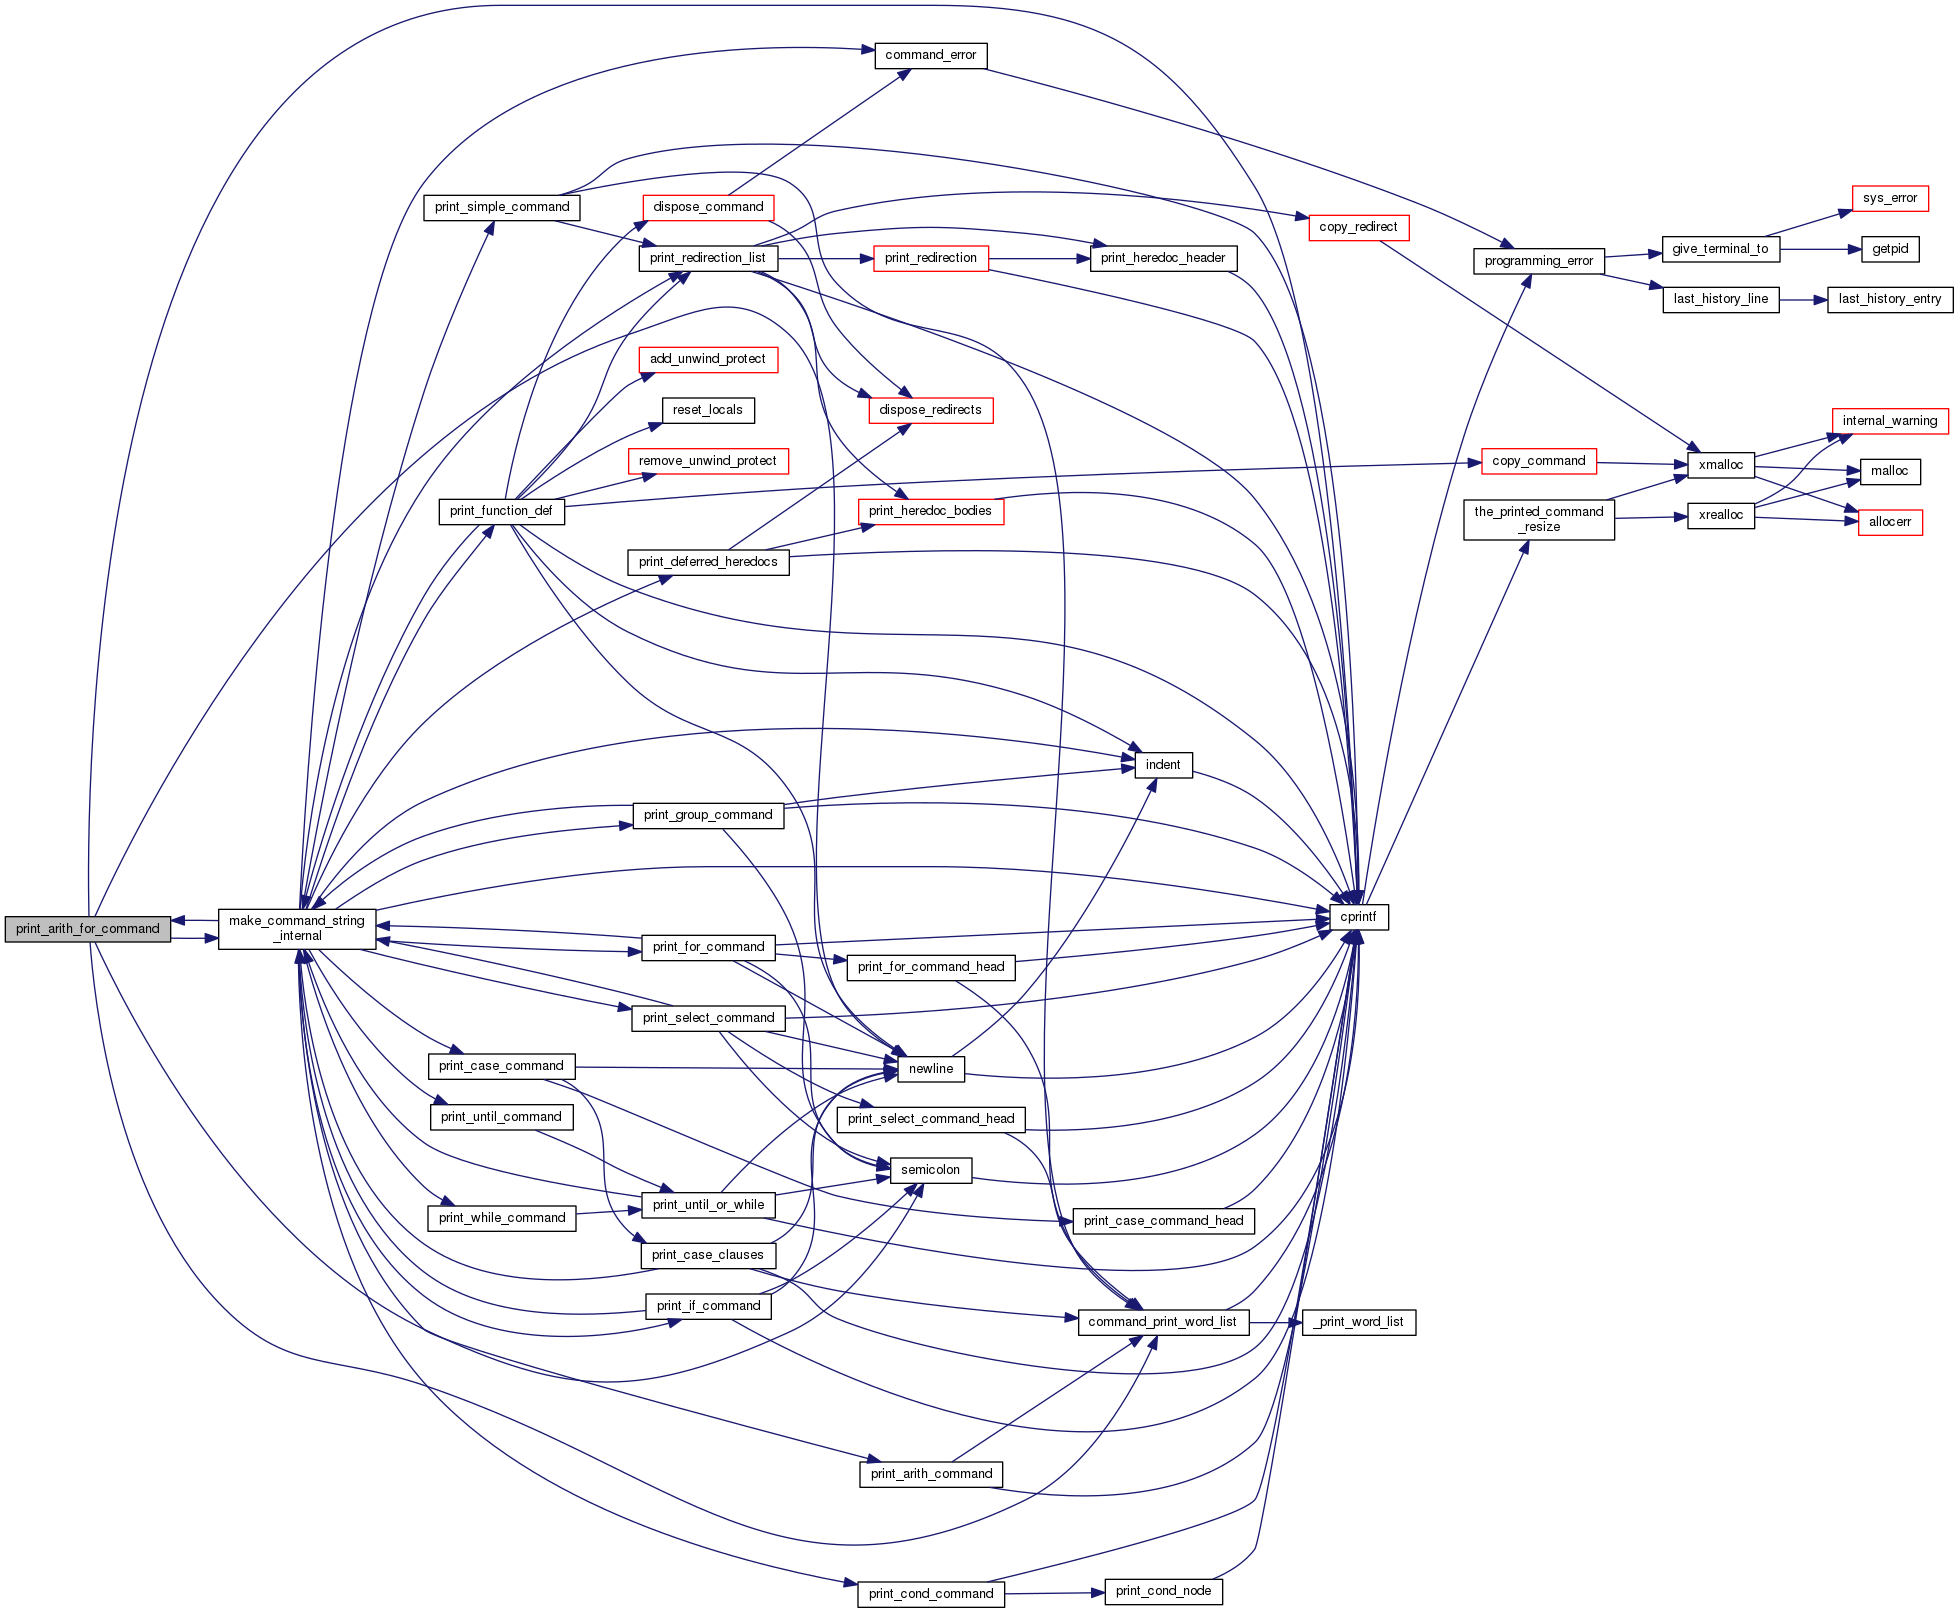 command_error
print_simple_command
dispose_command
sys_error
copy_redirect
give_terminal_to
getpid
print_redirection_list
print_redirection
print_heredoc_header
programming_error
last_history_line
last_history_entry
add_unwind_protect
reset_locals
dispose_redirects
internal_warning
remove_unwind_protect
copy_command
xmalloc
malloc
print_function_def
print_heredoc_bodies
the_printed_command
_resize
xrealloc
allocerr
print_deferred_heredocs
indent
print_group_command
print_arith_for_command
make_command_string
_internal
cprintf
print_for_command
print_for_command_head
print_select_command
print_case_command
newline
print_until_command
print_select_command_head
semicolon
print_until_or_while
print_while_command
print_case_command_head
print_case_clauses
print_if_command
command_print_word_list
_print_word_list
print_arith_command
print_cond_command
print_cond_node